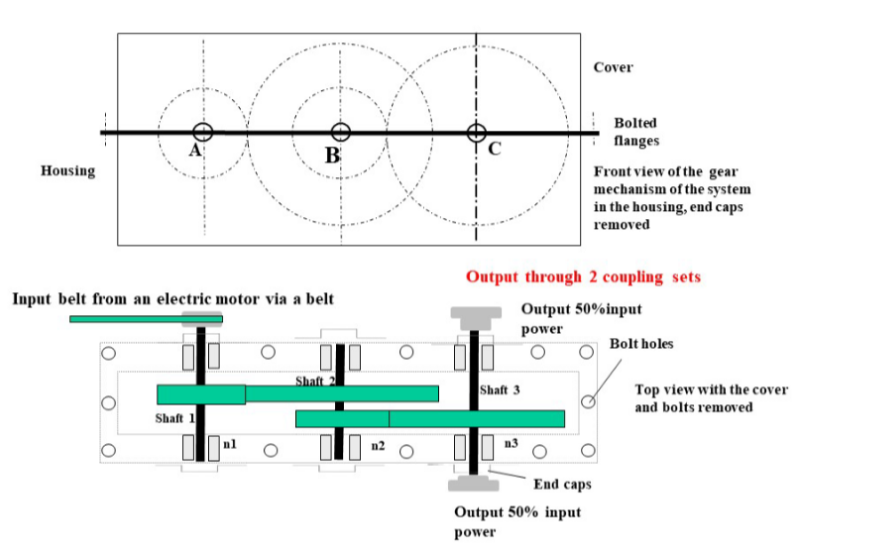 Cover
Bolted
flanges
A
B
C
Housing
Front view of the gear
mechanism of the system
in the housing, end caps
removed
Output through 2 coupling sets
Input belt from an electric motor via a belt
Output 50%input
power
Bolt holes
Shaft 2
Shaft 3
Top view with the cover
and bolts removed
Shaft 1
n1
n2
n3
End caps
Output 50% input
power